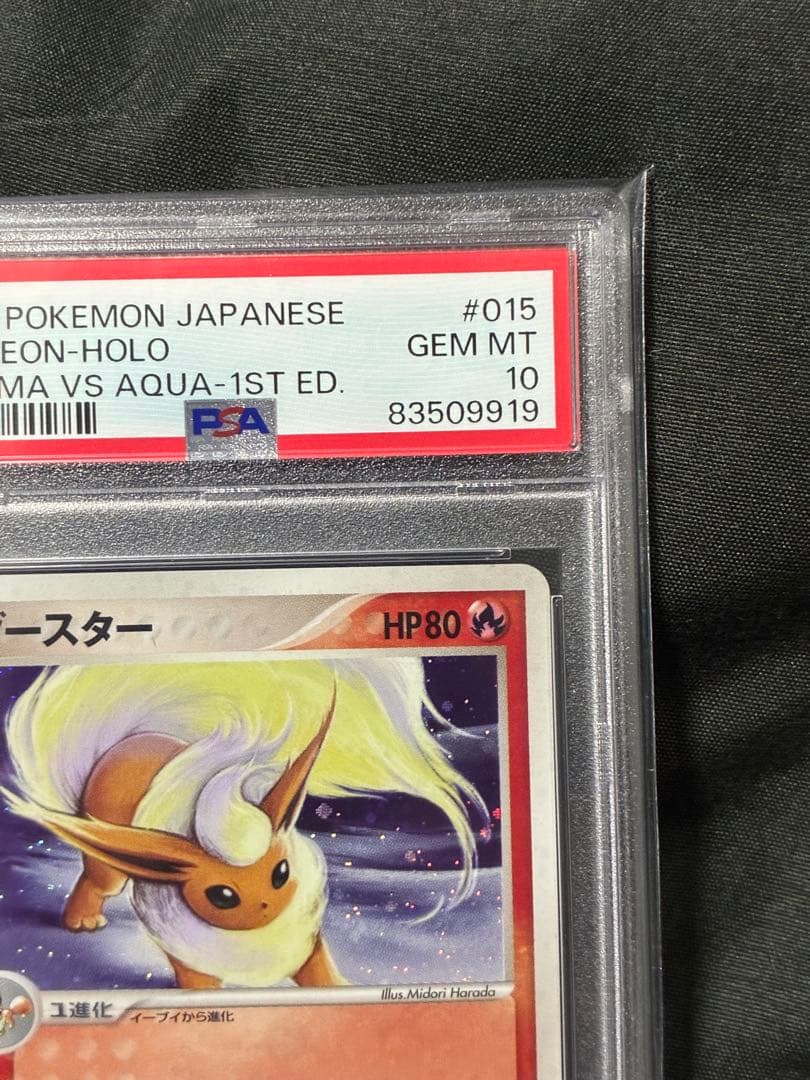 POKEMON JAPANESE #015
EON-HOLO GEM MT
MA VS AQUA-1ST ED. 10
PSA 83509919
ースター HP80
Illus. Midori Harada
1進化 イーブイから進化